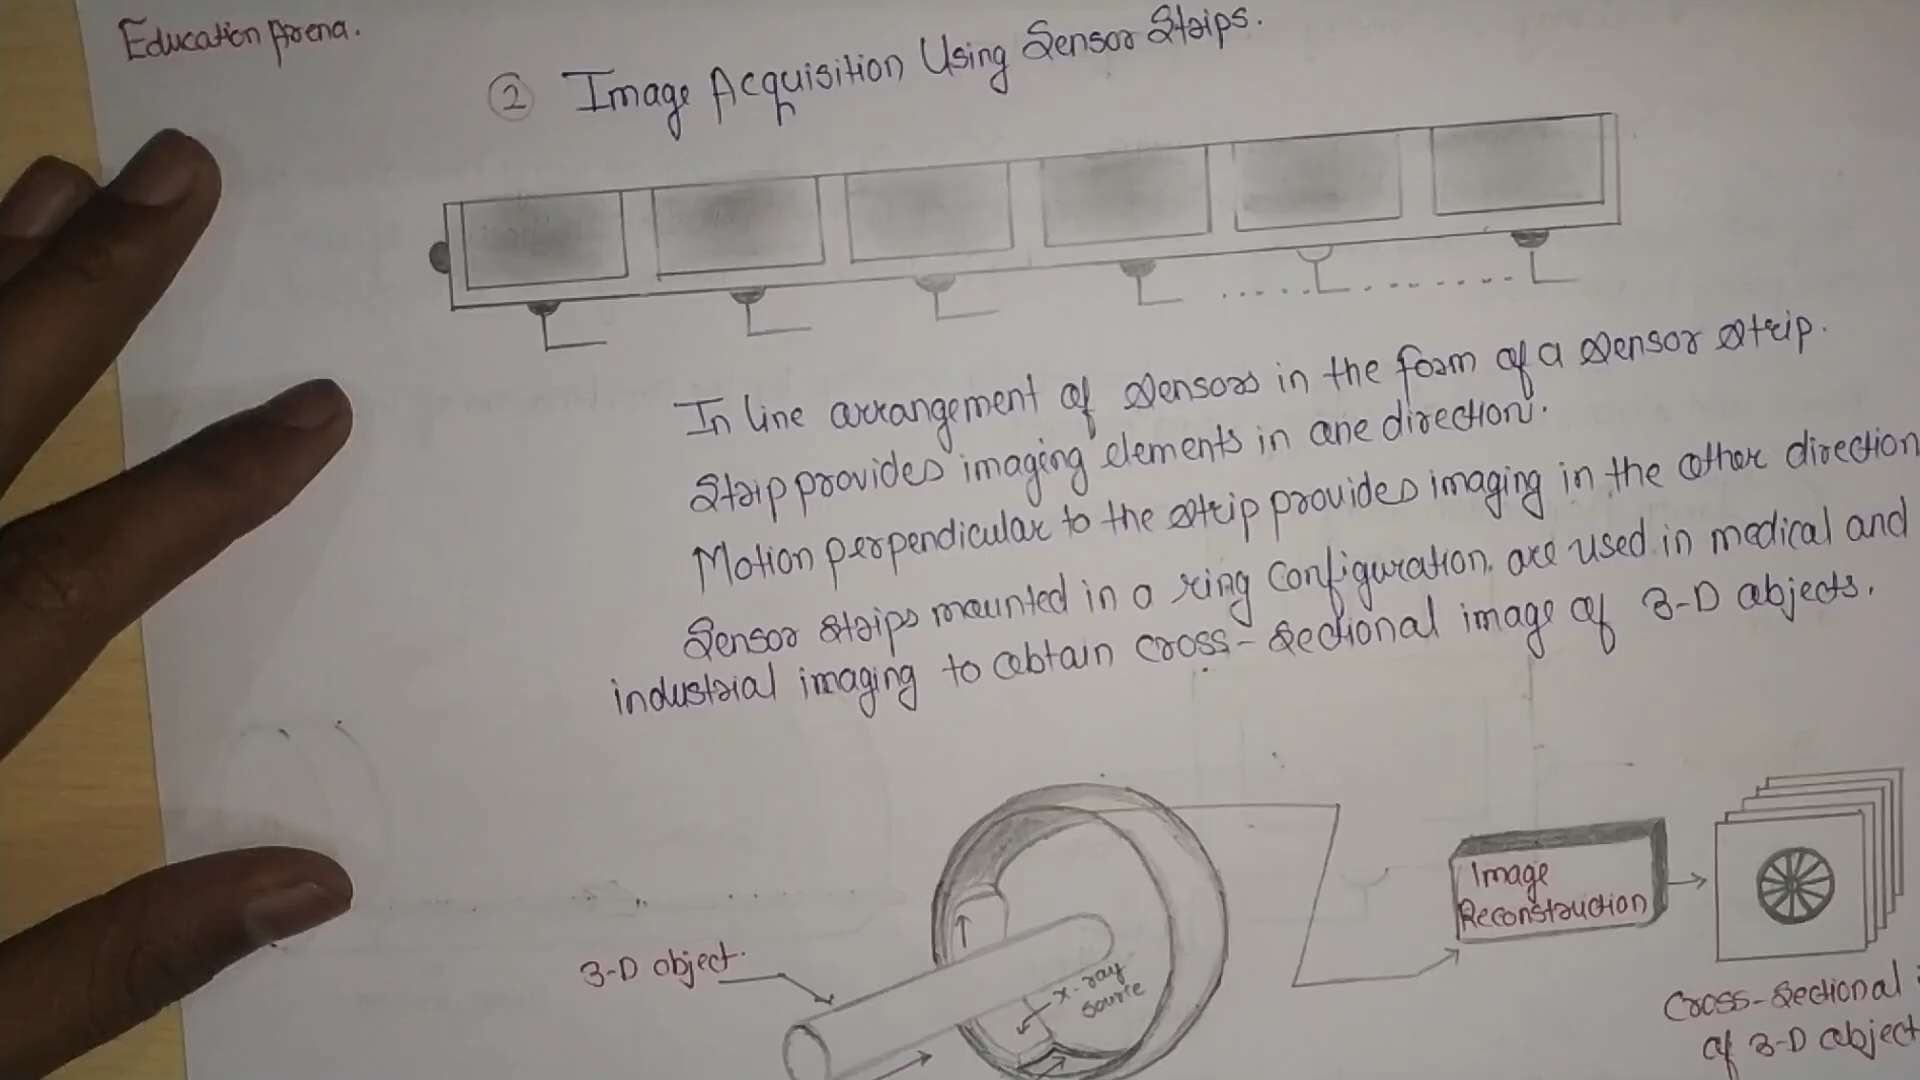 Education Arena.
② Image Acquisition Using Sensor Strips.
In line arrangement of sensors in the form of a sensor strip.
Strip provides imaging elements in one direction.
Motion perpendicular to the strip provides imaging in the other direction
Sensor strips mounted in a ring configuration are used in medical and
industrial imaging to obtain cross-sectional image of 3-D objects.
Image
Reconstruction
3-D object.
x-ray
source
Cross-Sectional
of 3-D object